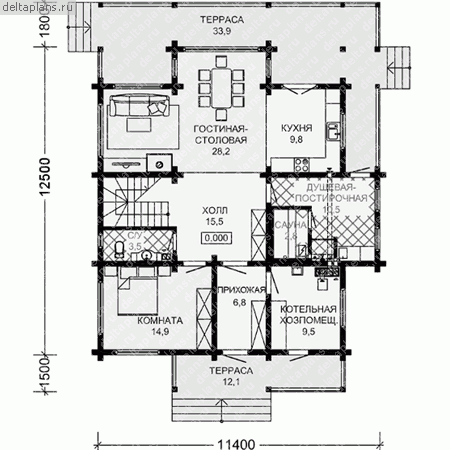 deltaplans.ru
1800
ТЕРРАСА
33,9
ГОСТИНАЯ-
СТОЛОВАЯ
28,2
КУХНЯ
9,8
12500
ДУШЕВАЯ-
ПОСТИРОЧНАЯ
10,5
ХОЛЛ
15,5
0.000
САУНА
2,8
С/У
3,5
ПРИХОЖАЯ
6,8
КОМНАТА
14,9
КОТЕЛЬНАЯ
ХОЗПОМЕЩ.
9,5
1500
ТЕРРАСА
12,1
11400